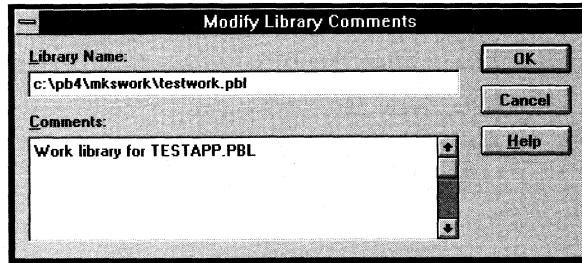 Modify Library Comments
Library Name:
c:\pb4\mkswork\testwork.pbl
Comments:
Work library for TESTAPP.PBL
OK
Cancel
Help